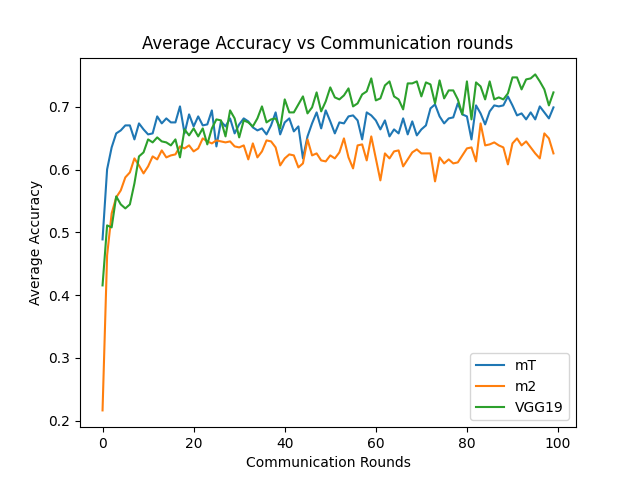 Average Accuracy vs Communication rounds
Average Accuracy
0.7
0.6
0.5
0.4
0.3
0.2
0 20 40 60 80 100
Communication Rounds
mT
m2
VGG19